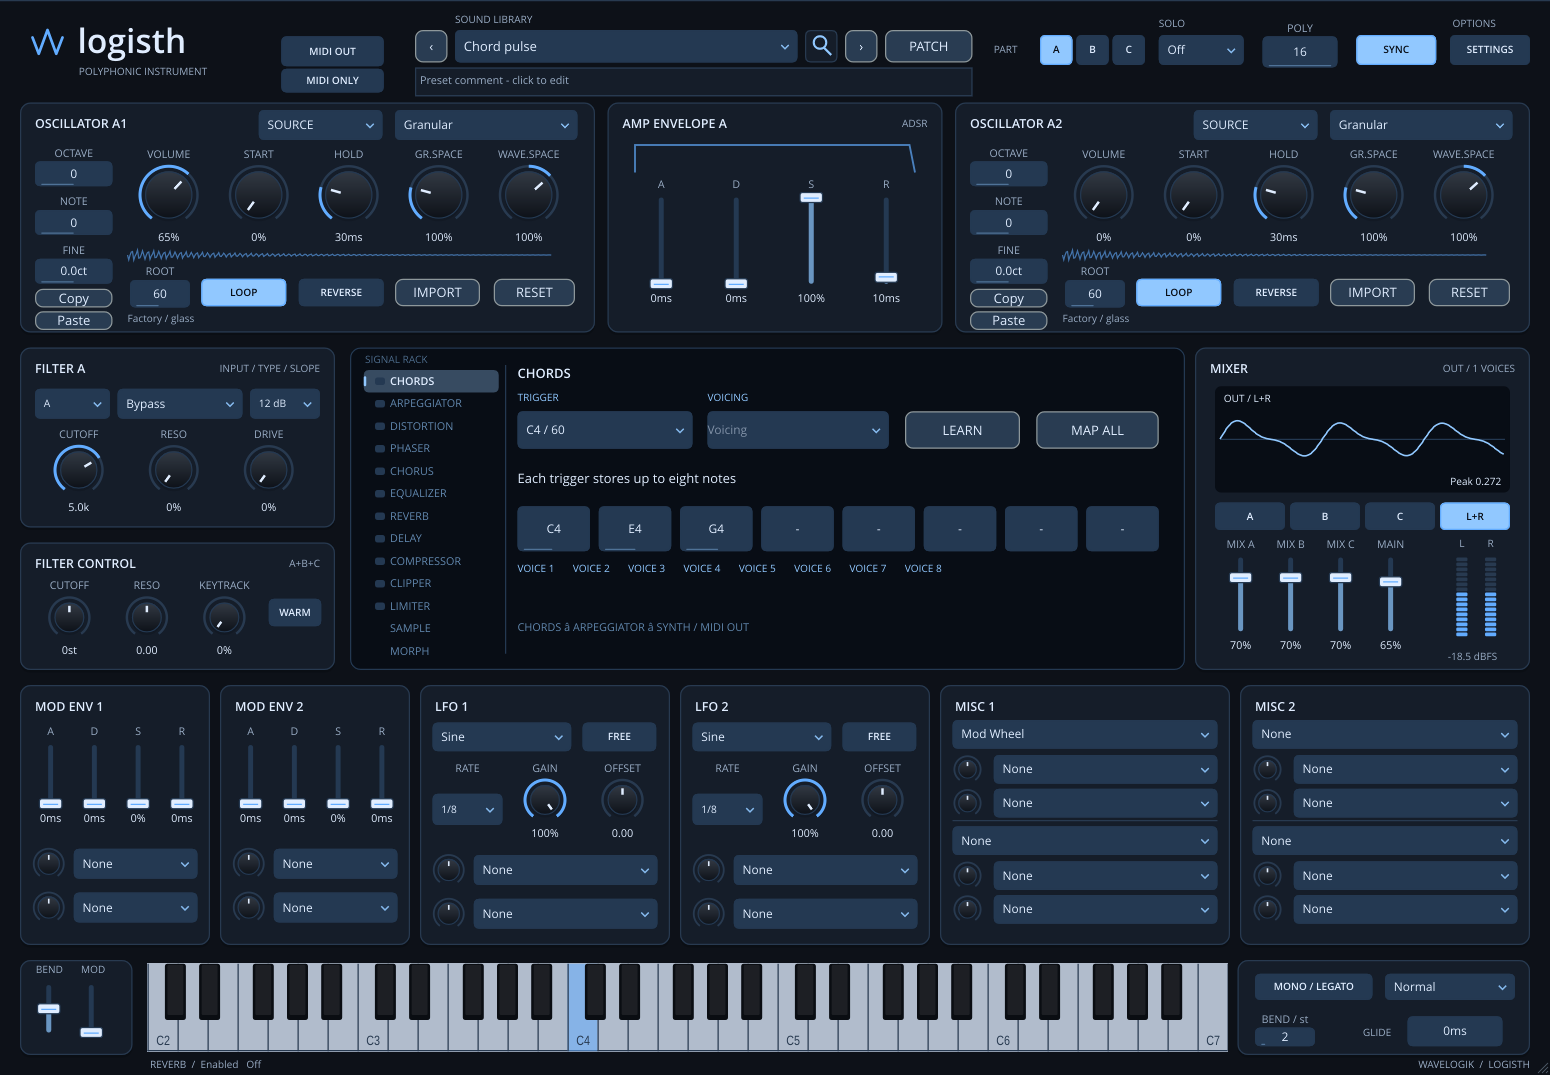 logisth
POLYPHONIC INSTRUMENT
MIDI OUT
MIDI ONLY
SOUND LIBRARY
‹
Chord pulse
›
PATCH
Preset comment - click to edit
PART
A
B
C
SOLO
Off
POLY
16
SYNC
OPTIONS
SETTINGS
OSCILLATOR A1
SOURCE
Granular
OCTAVE
0
NOTE
0
FINE
0.0ct
Copy
Paste
VOLUME START HOLD GR.SPACE WAVE.SPACE
65% 0% 30ms 100% 100%
ROOT
60
LOOP
REVERSE
IMPORT
RESET
Factory / glass
AMP ENVELOPE A
ADSR
A D S R
0ms 0ms 100% 10ms
OSCILLATOR A2
SOURCE
Granular
OCTAVE
0
NOTE
0
FINE
0.0ct
Copy
Paste
VOLUME START HOLD GR.SPACE WAVE.SPACE
0% 0% 30ms 100% 100%
ROOT
60
LOOP
REVERSE
IMPORT
RESET
Factory / glass
FILTER A
INPUT / TYPE / SLOPE
A
Bypass
12 dB
CUTOFF RESO DRIVE
5.0k 0% 0%
FILTER CONTROL
A+B+C
CUTOFF RESO KEYTRACK
WARM
0st 0.00 0%
SIGNAL RACK
CHORDS
ARPEGGIATOR
DISTORTION
PHASER
CHORUS
EQUALIZER
REVERB
DELAY
COMPRESSOR
CLIPPER
LIMITER
SAMPLE
MORPH
CHORDS
TRIGGER
C4 / 60
VOICING
Voicing
LEARN
MAP ALL
Each trigger stores up to eight notes
C4 E4 G4 - - - - -
VOICE 1 VOICE 2 VOICE 3 VOICE 4 VOICE 5 VOICE 6 VOICE 7 VOICE 8
CHORDS â ARPEGGIATOR â SYNTH / MIDI OUT
MIXER
OUT / 1 VOICES
OUT / L+R
Peak 0.272
A B C L+R
MIX A MIX B MIX C MAIN L R
70% 70% 70% 65%
-18.5 dBFS
MOD ENV 1
A D S R
0ms 0ms 0% 0ms
None
None
MOD ENV 2
A D S R
0ms 0ms 0% 0ms
None
None
LFO 1
Sine
FREE
RATE GAIN OFFSET
1/8
100% 0.00
None
None
LFO 2
Sine
FREE
RATE GAIN OFFSET
1/8
100% 0.00
None
None
MISC 1
Mod Wheel
None
None
None
None
None
MISC 2
None
None
None
None
None
None
BEND MOD
C2 C3 C4 C5 C6 C7
MONO / LEGATO
Normal
BEND / st
2
GLIDE
0ms
REVERB / Enabled Off
WAVELOGIK / LOGISTH